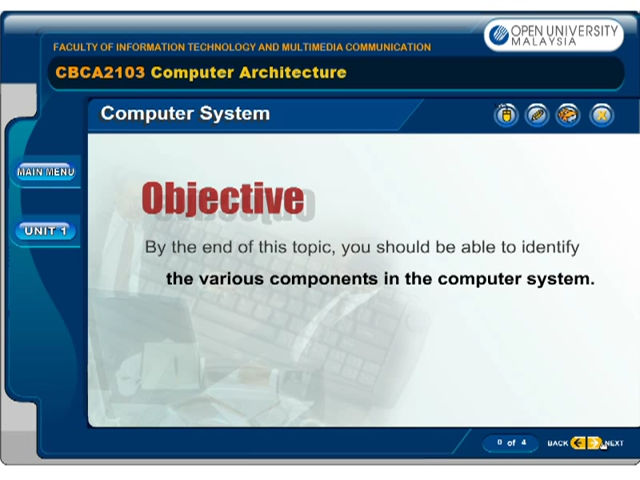 OPEN UNIVERSITY
MALAYSIA
FACULTY OF INFORMATION TECHNOLOGY AND MULTIMEDIA COMMUNICATION
CBCA2103 Computer Architecture
Computer System
MAIN MENU
UNIT 1
Objective
By the end of this topic, you should be able to identify
the various components in the computer system.
0 of 4 BACK NEXT